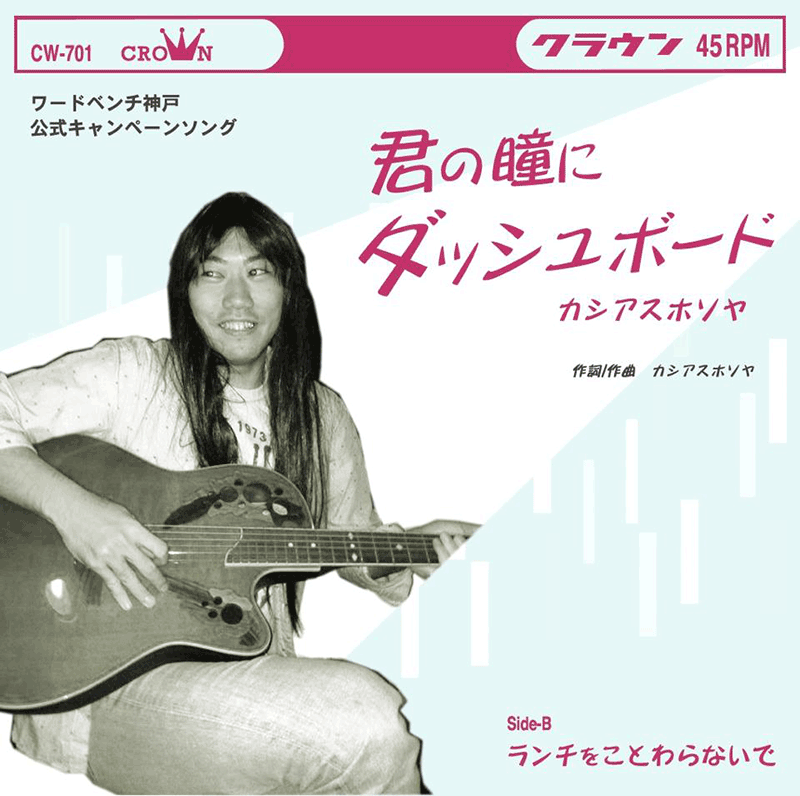 CW-701 CROWN クラウン 45RPM
ワードベンチ神戸
公式キャンペーンソング
君の瞳に
ダッシュボード
カシアスホソヤ
作詞/作曲 カシアスホソヤ
1973
Side-B
ランチをことわらないで